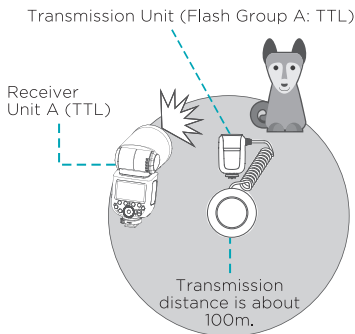 Transmission Unit (Flash Group A: TTL)
Receiver
Unit A (TTL)
Transmission
distance is about
100m.